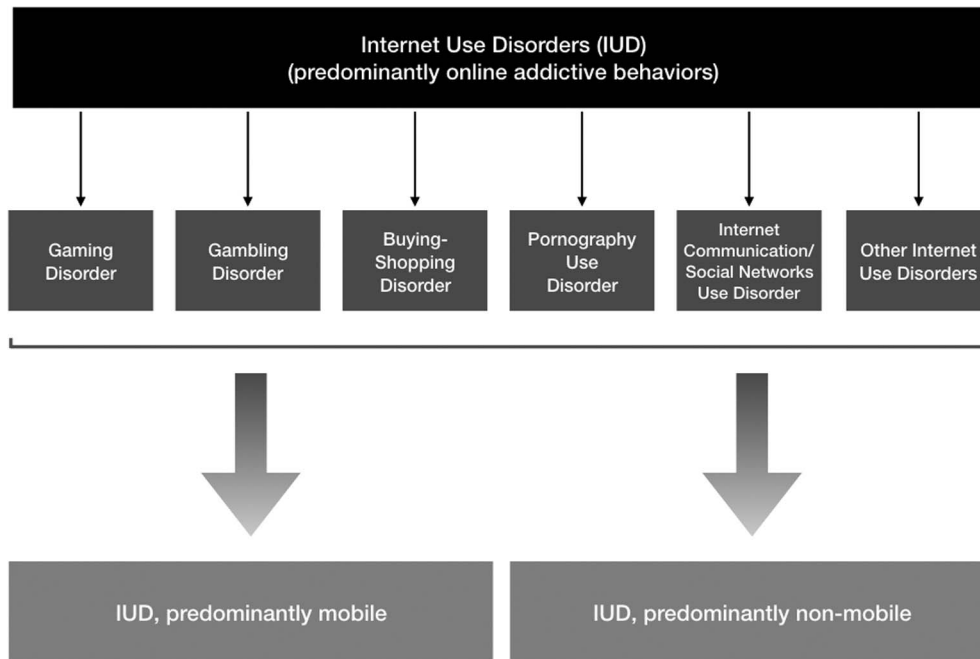 Internet Use Disorders (IUD)
(predominantly online addictive behaviors)
Gaming
Disorder
Gambling
Disorder
Buying-
Shopping
Disorder
Pornography
Use
Disorder
Internet
Communication/
Social Networks
Use Disorder
Other Internet
Use Disorders
IUD, predominantly mobile
IUD, predominantly non-mobile